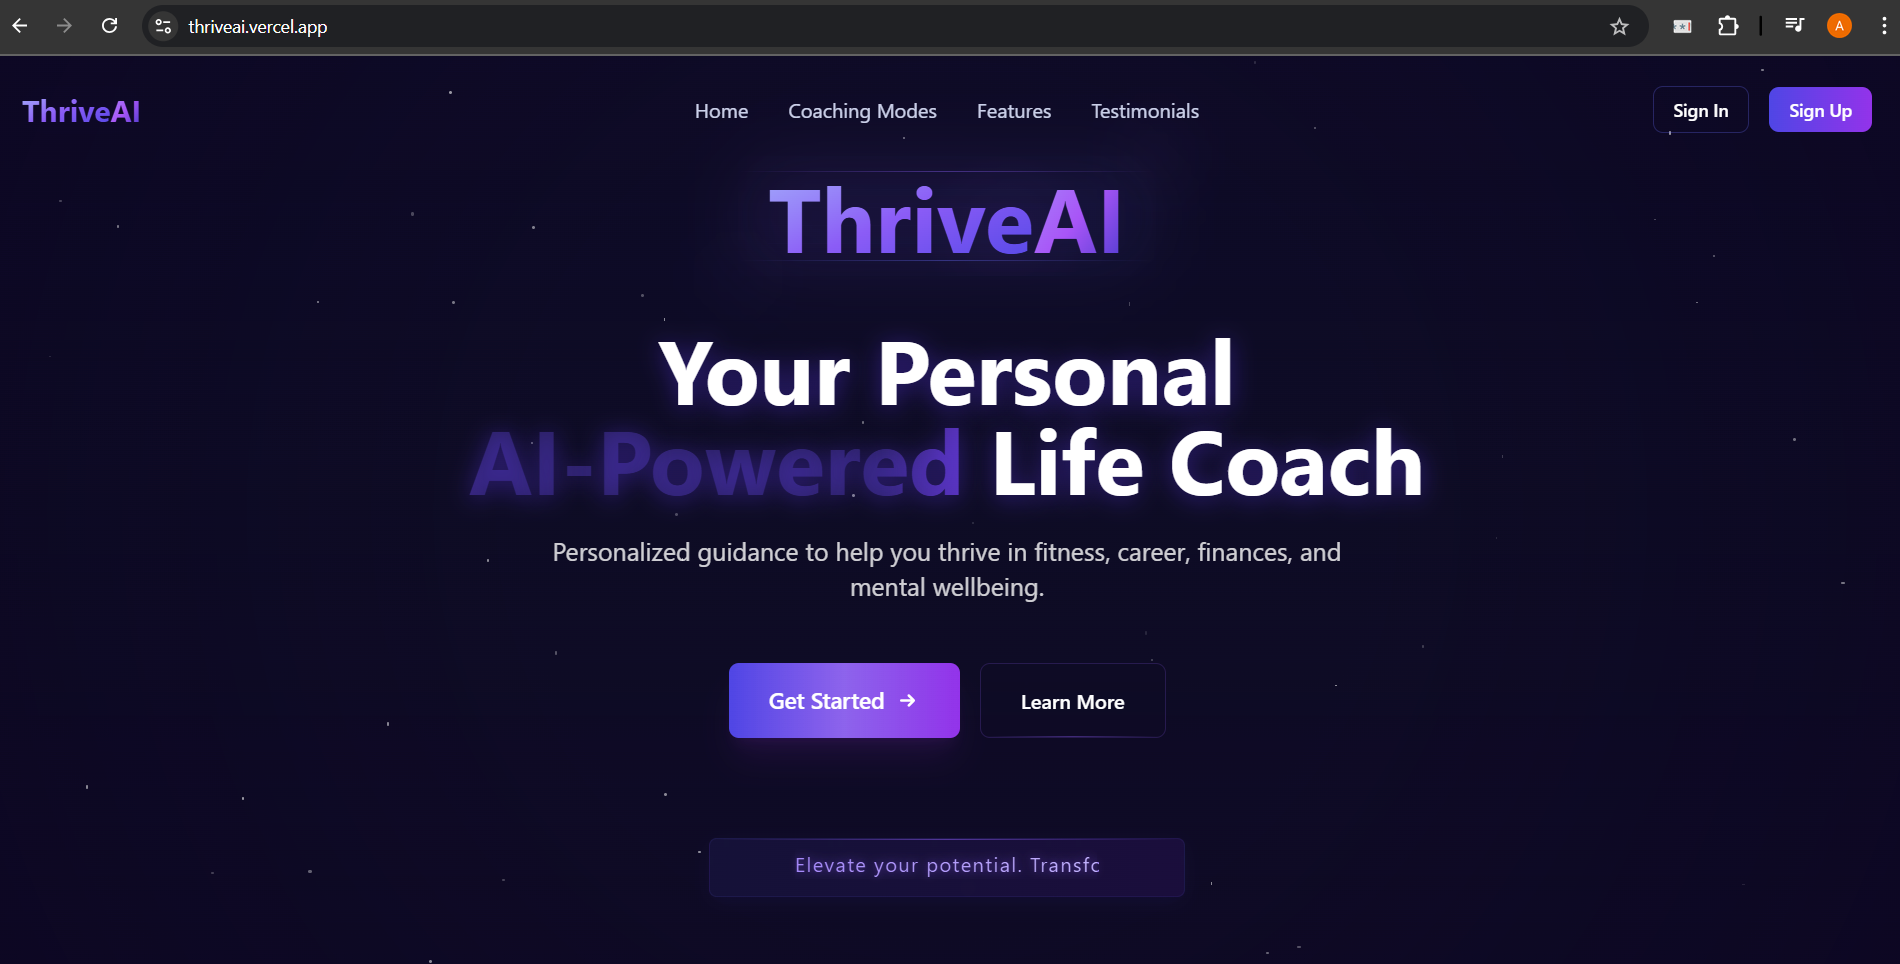 thriveai.vercel.app
A
ThriveAI
Home Coaching Modes Features Testimonials
Sign In Sign Up
ThriveAI
Your Personal
AI-Powered Life Coach
Personalized guidance to help you thrive in fitness, career, finances, and
mental wellbeing.
Get Started → Learn More
Elevate your potential. Transfc